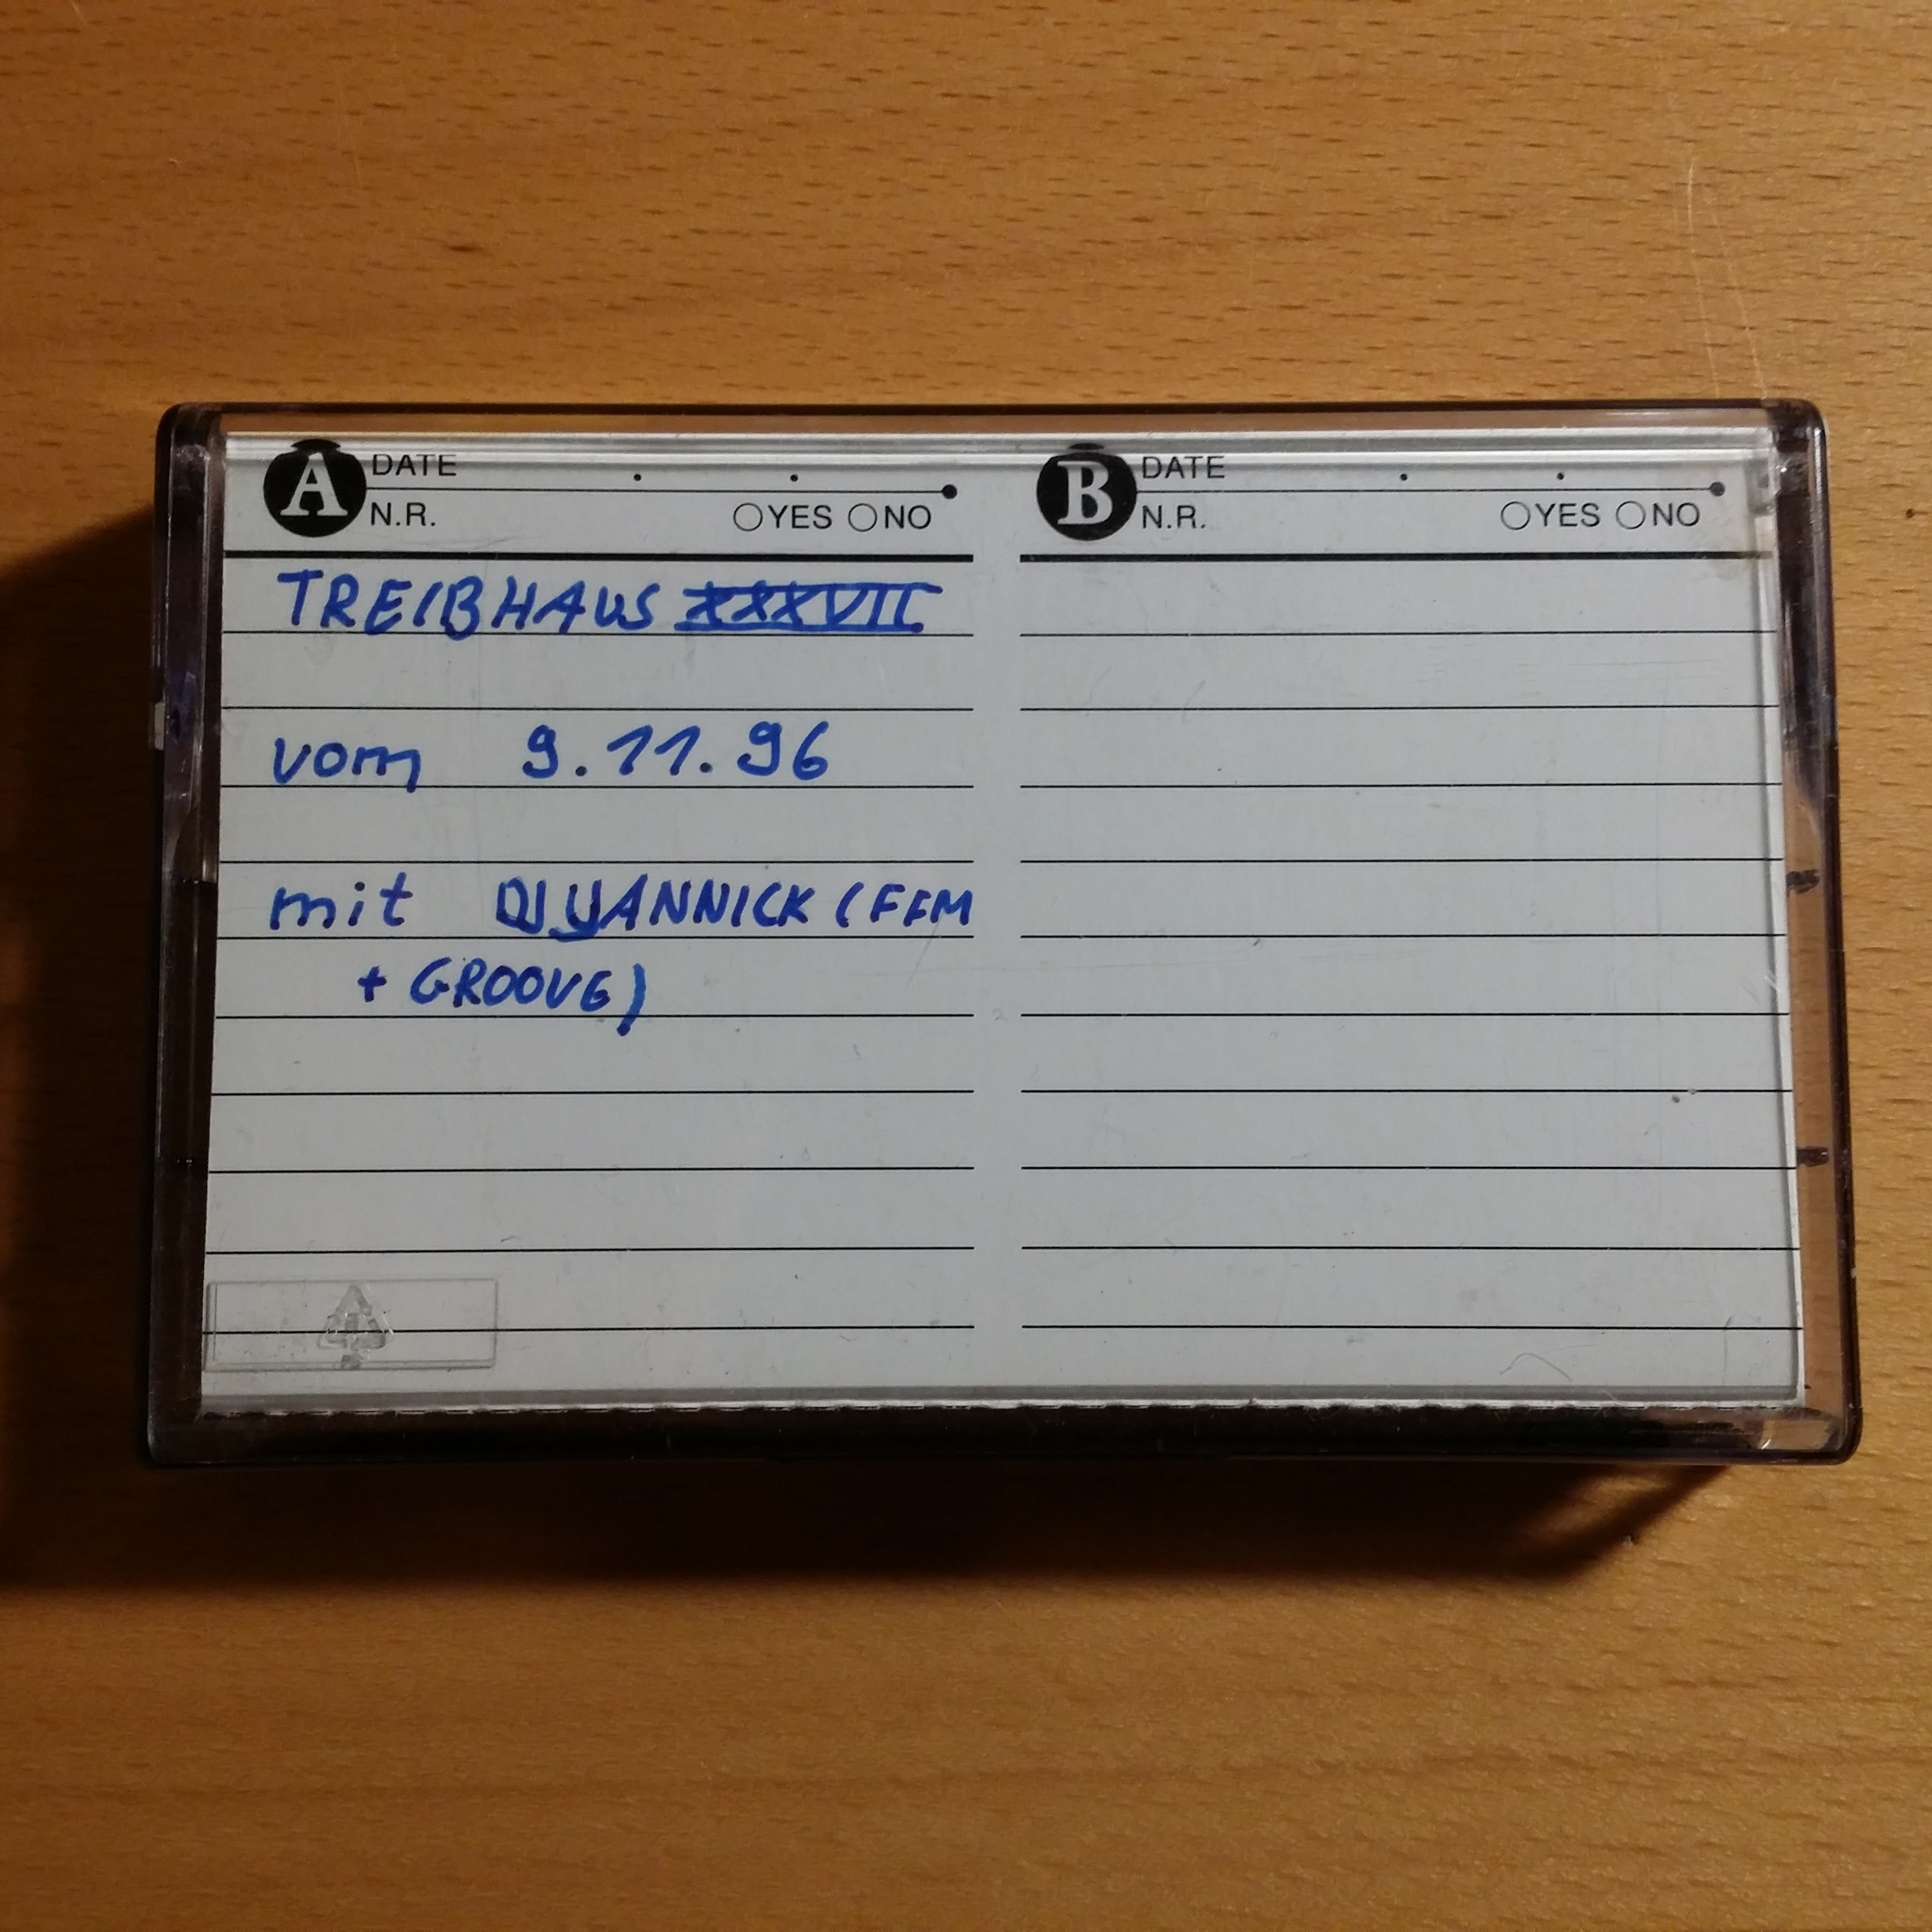 A DATE . . B DATE . .
N.R. YES NO N.R. YES NO
TREIBHAUS XXXVII
vom 9.11.96
mit DJ YANNICK (FFM
+ GROOVE)